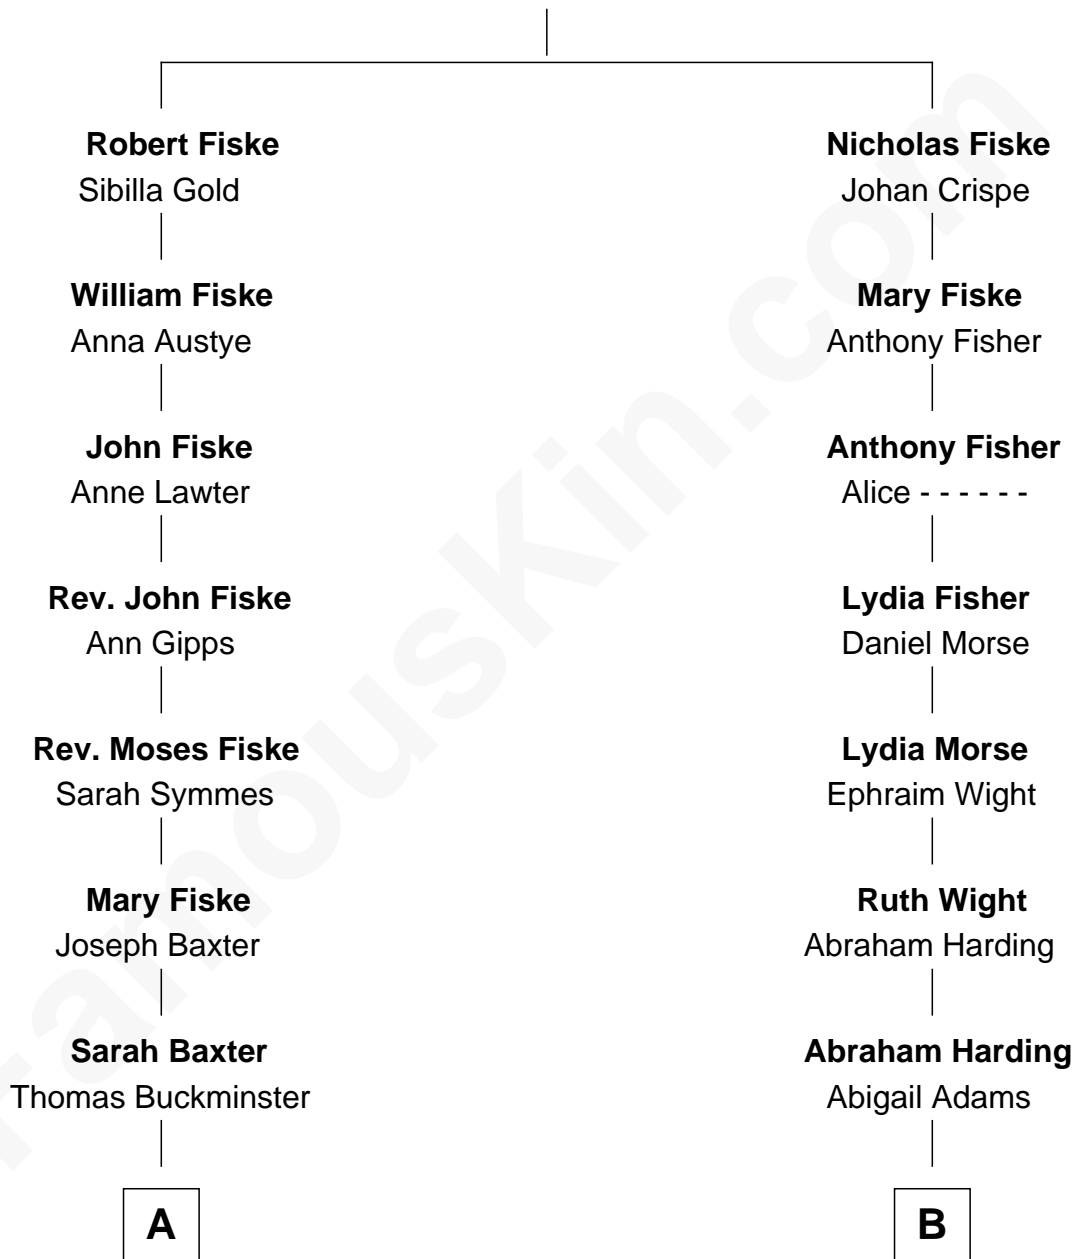 Robert Fiske
Sibilla Gold
William Fiske
Anna Austye
John Fiske
Anne Lawter
Rev. John Fiske
Ann Gipps
Rev. Moses Fiske
Sarah Symmes
Mary Fiske
Joseph Baxter
Sarah Baxter
Thomas Buckminster
A
Nicholas Fiske
Johan Crispe
Mary Fiske
Anthony Fisher
Anthony Fisher
Alice - - - - - -
Lydia Fisher
Daniel Morse
Lydia Morse
Ephraim Wight
Ruth Wight
Abraham Harding
Abraham Harding
Abigail Adams
B
FamousKin.com